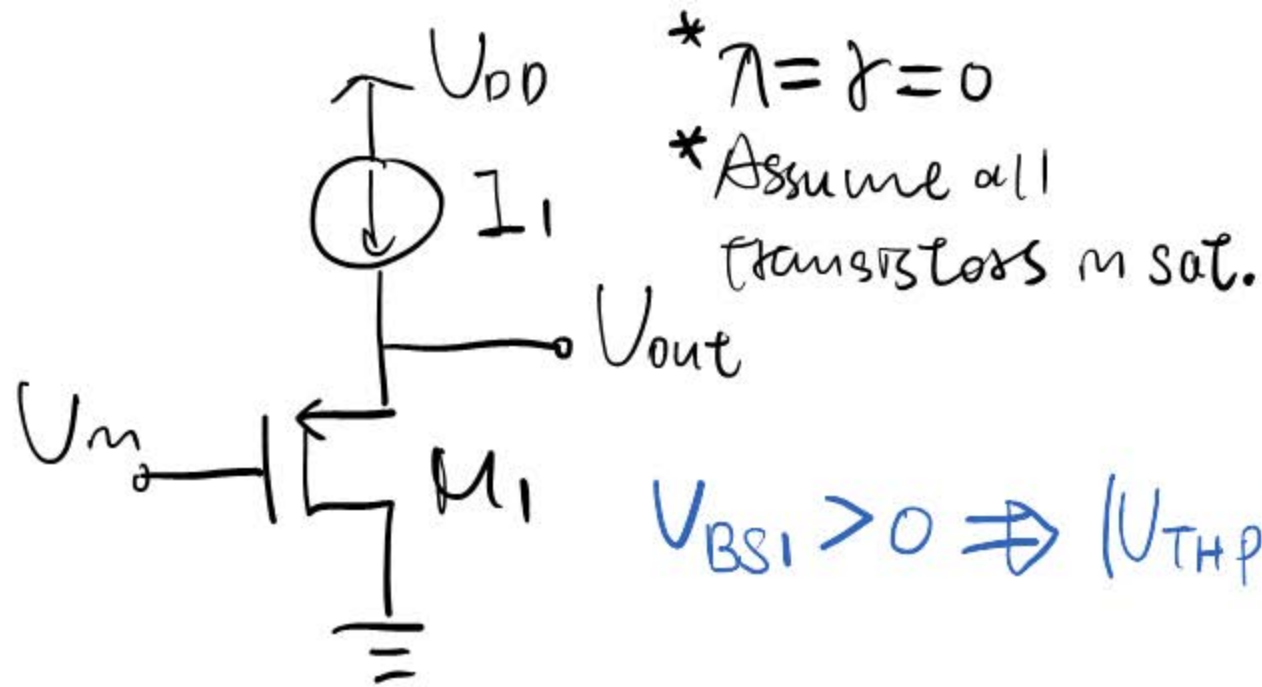 V_DD
* λ = γ = 0
I_1
* Assume all
transistors in sat.
V_out
V_in
M_1
V_BS1 > 0 ⇒ |V_THP